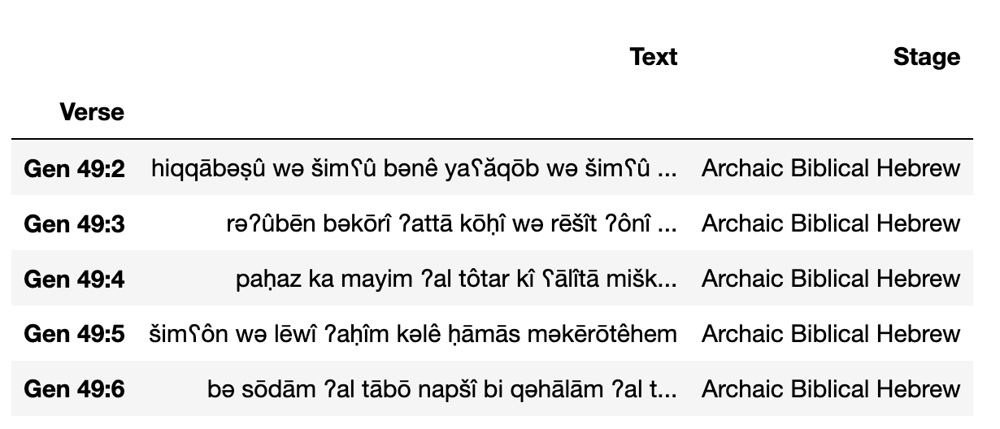 Text Stage
Verse
Gen 49:2 hiqqābəṣû wə šimʕû bənê yaʕăqōb wə šimʕû ... Archaic Biblical Hebrew
Gen 49:3 rəʔûbēn bəkōrî ʔattā kōḥî wə rēšît ʔônî ... Archaic Biblical Hebrew
Gen 49:4 paḥaz ka mayim ʔal tôtar kî ʕālîtā mišk... Archaic Biblical Hebrew
Gen 49:5 šimʕôn wə lēwî ʔaḥîm kəlê ḥāmās məkērōtêhem Archaic Biblical Hebrew
Gen 49:6 bə sōdām ʔal tābō napšî bi qəhālām ʔal t... Archaic Biblical Hebrew